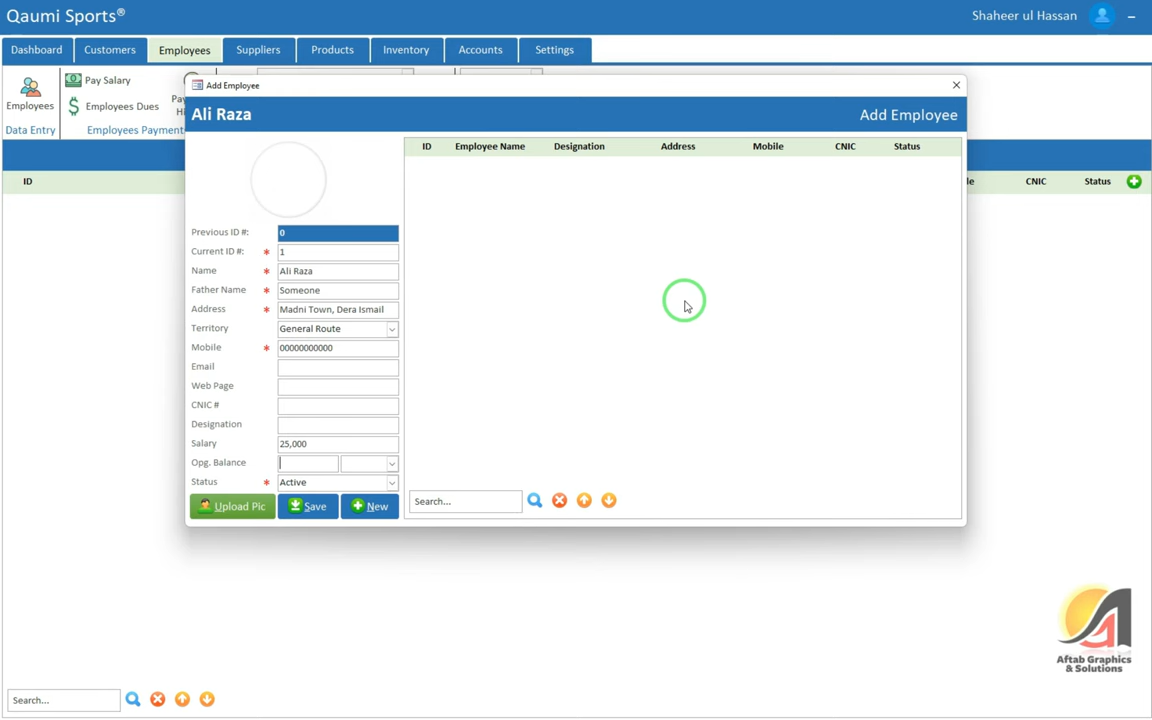 Qaumi Sports®
Shaheer ul Hassan
Dashboard Customers Employees Suppliers Products Inventory Accounts Settings
Employees
Data Entry
Pay Salary
Employees Dues
Employees Payment
Add Employee
Ali Raza
Add Employee
ID
CNIC Status
Previous ID #: 0
Current ID #: * 1
Name * Ali Raza
Father Name * Someone
Address * Madni Town, Dera Ismail
Territory General Route
Mobile * 00000000000
Email
Web Page
CNIC #
Designation
Salary 25,000
Opg. Balance
Status * Active
Upload Pic Save New
ID Employee Name Designation Address Mobile CNIC Status
Search...
Search...
Aftab Graphics
& Solutions